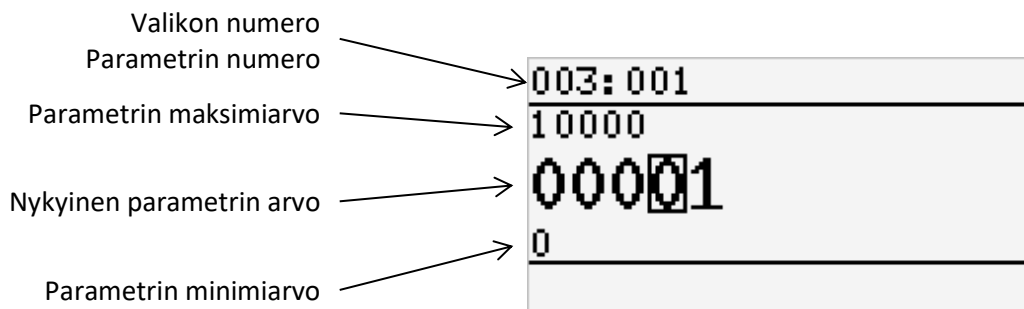 Valikon numero
Parametrin numero
Parametrin maksimiarvo
Nykyinen parametrin arvo
Parametrin minimiarvo
003:001
10000
00001
0